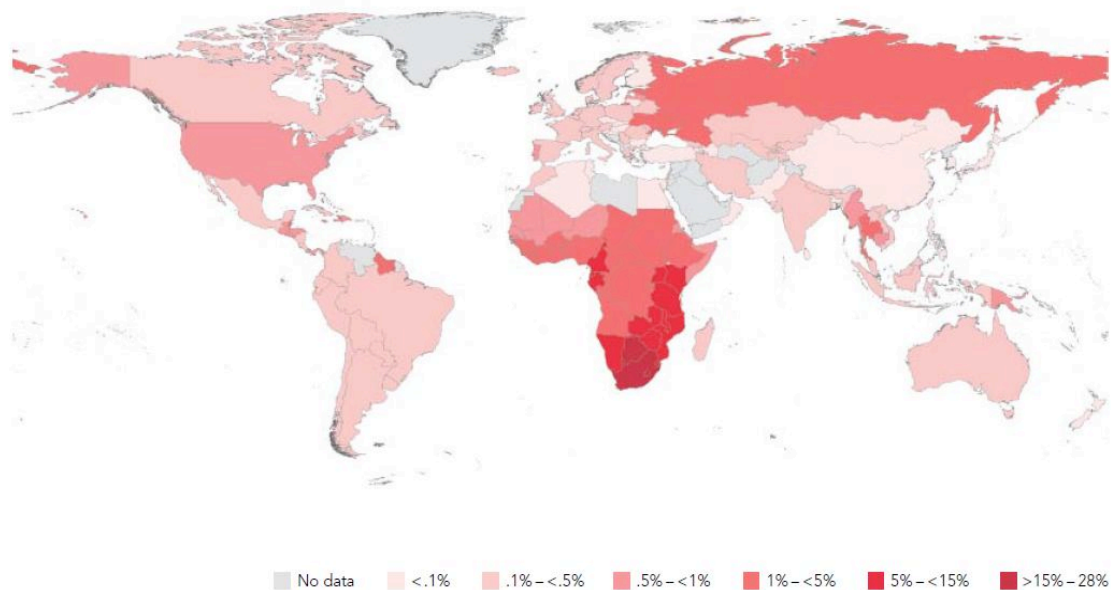 No data <.1% .1% – <.5% .5% – <1% 1% – <5% 5% – <15% >15% – 28%